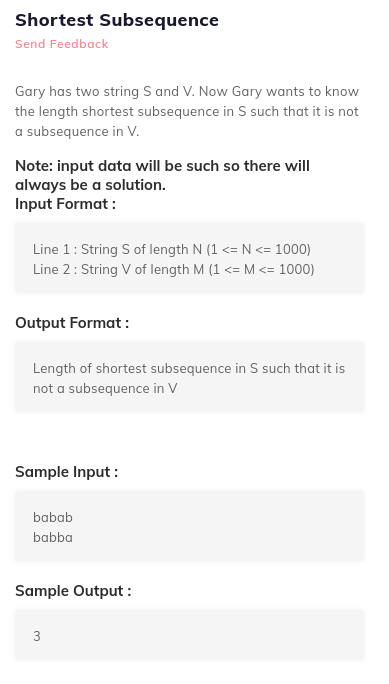 Shortest Subsequence
Send Feedback
Gary has two string S and V. Now Gary wants to know
the length shortest subsequence in S such that it is not
a subsequence in V.
Note: input data will be such so there will
always be a solution.
Input Format :
Line 1 : String S of length N (1 <= N <= 1000)
Line 2 : String V of length M (1 <= M <= 1000)
Output Format :
Length of shortest subsequence in S such that it is
not a subsequence in V
Sample Input :
babab
babba
Sample Output :
3